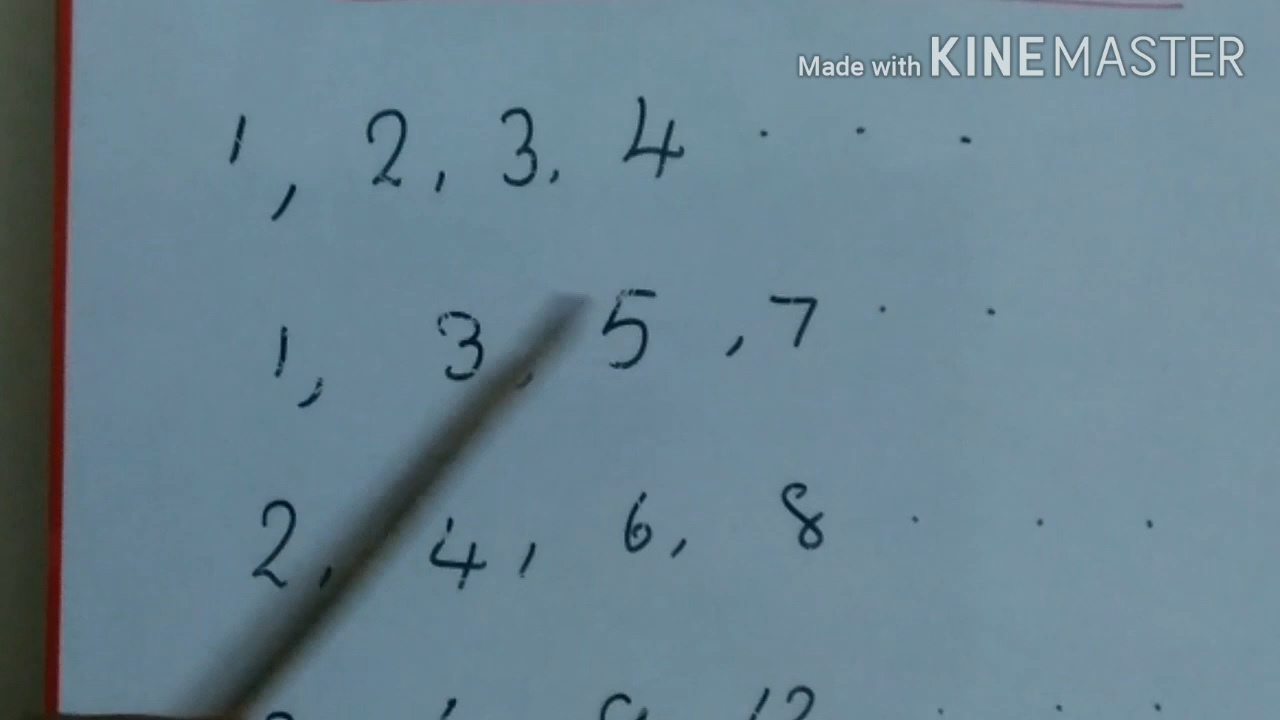 Made with KINEMASTER
1, 2, 3, 4 . . .
1, 3, 5, 7 . .
2, 4, 6, 8 . . .